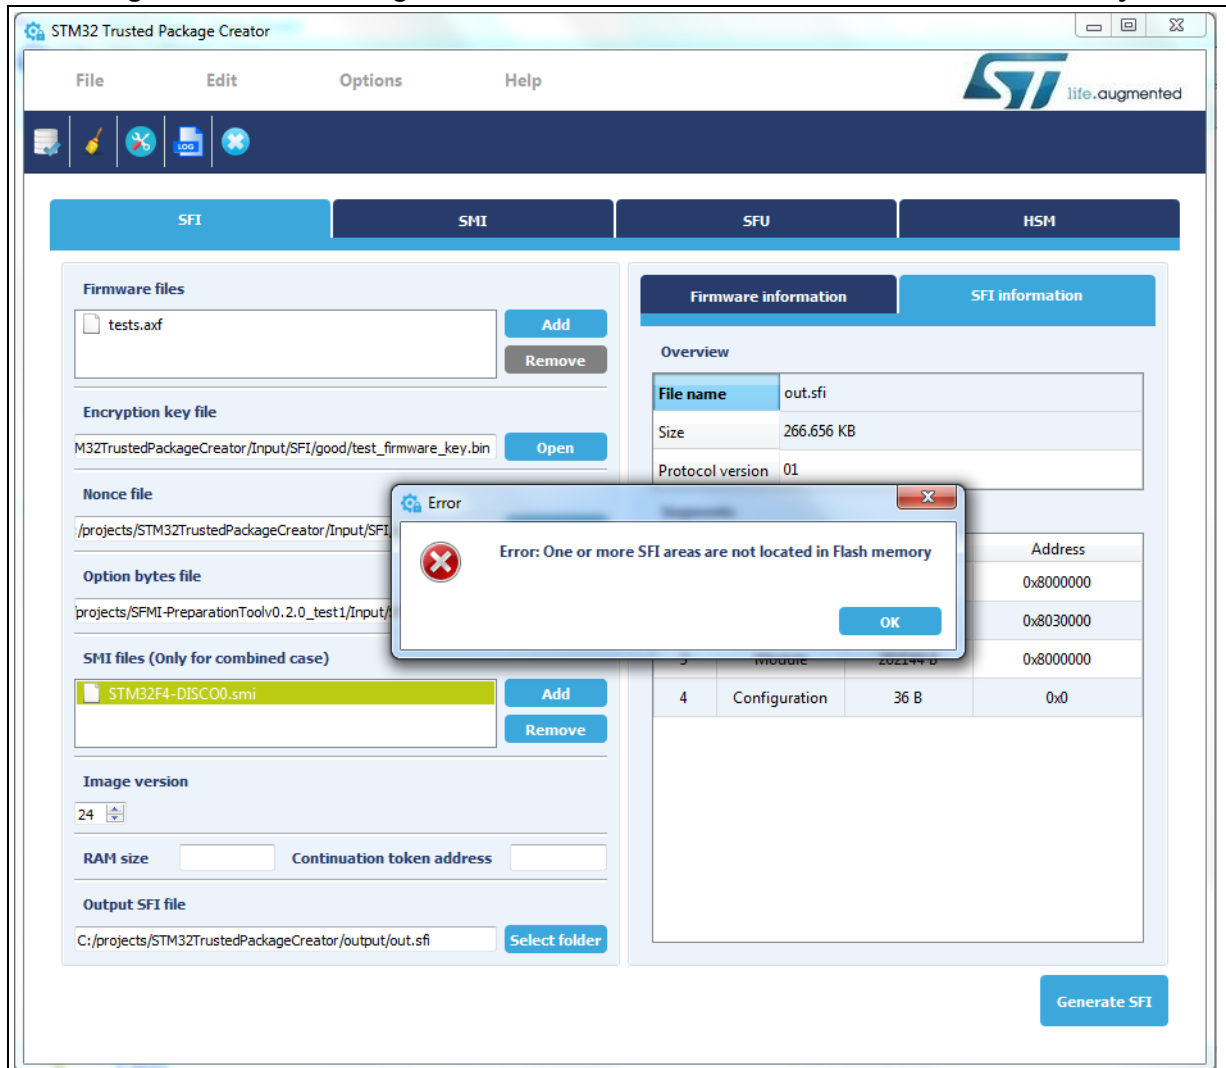 STM32 Trusted Package Creator
File Edit Options Help
life.augmented
LOG
SFI SMI SFU HSM
Firmware files
tests.axf
Add
Remove
Encryption key file
M32TrustedPackageCreator/Input/SFI/good/test_firmware_key.bin
Open
Nonce file
:/projects/STM32TrustedPackageCreator/Input/SFI
Option bytes file
projects/SFMI-PreparationToolv0.2.0_test1/Input/
SMI files (Only for combined case)
STM32F4-DISCO0.smi
Add
Remove
Image version
24
RAM size Continuation token address
Output SFI file
C:/projects/STM32TrustedPackageCreator/output/out.sfi
Select folder
Firmware information SFI information
Overview
File name out.sfi
Size 266.656 KB
Protocol version 01
Error
Error: One or more SFI areas are not located in Flash memory
OK
Address
0x8000000
0x8030000
0x8000000
4 Configuration 36 B 0x0
Generate SFI